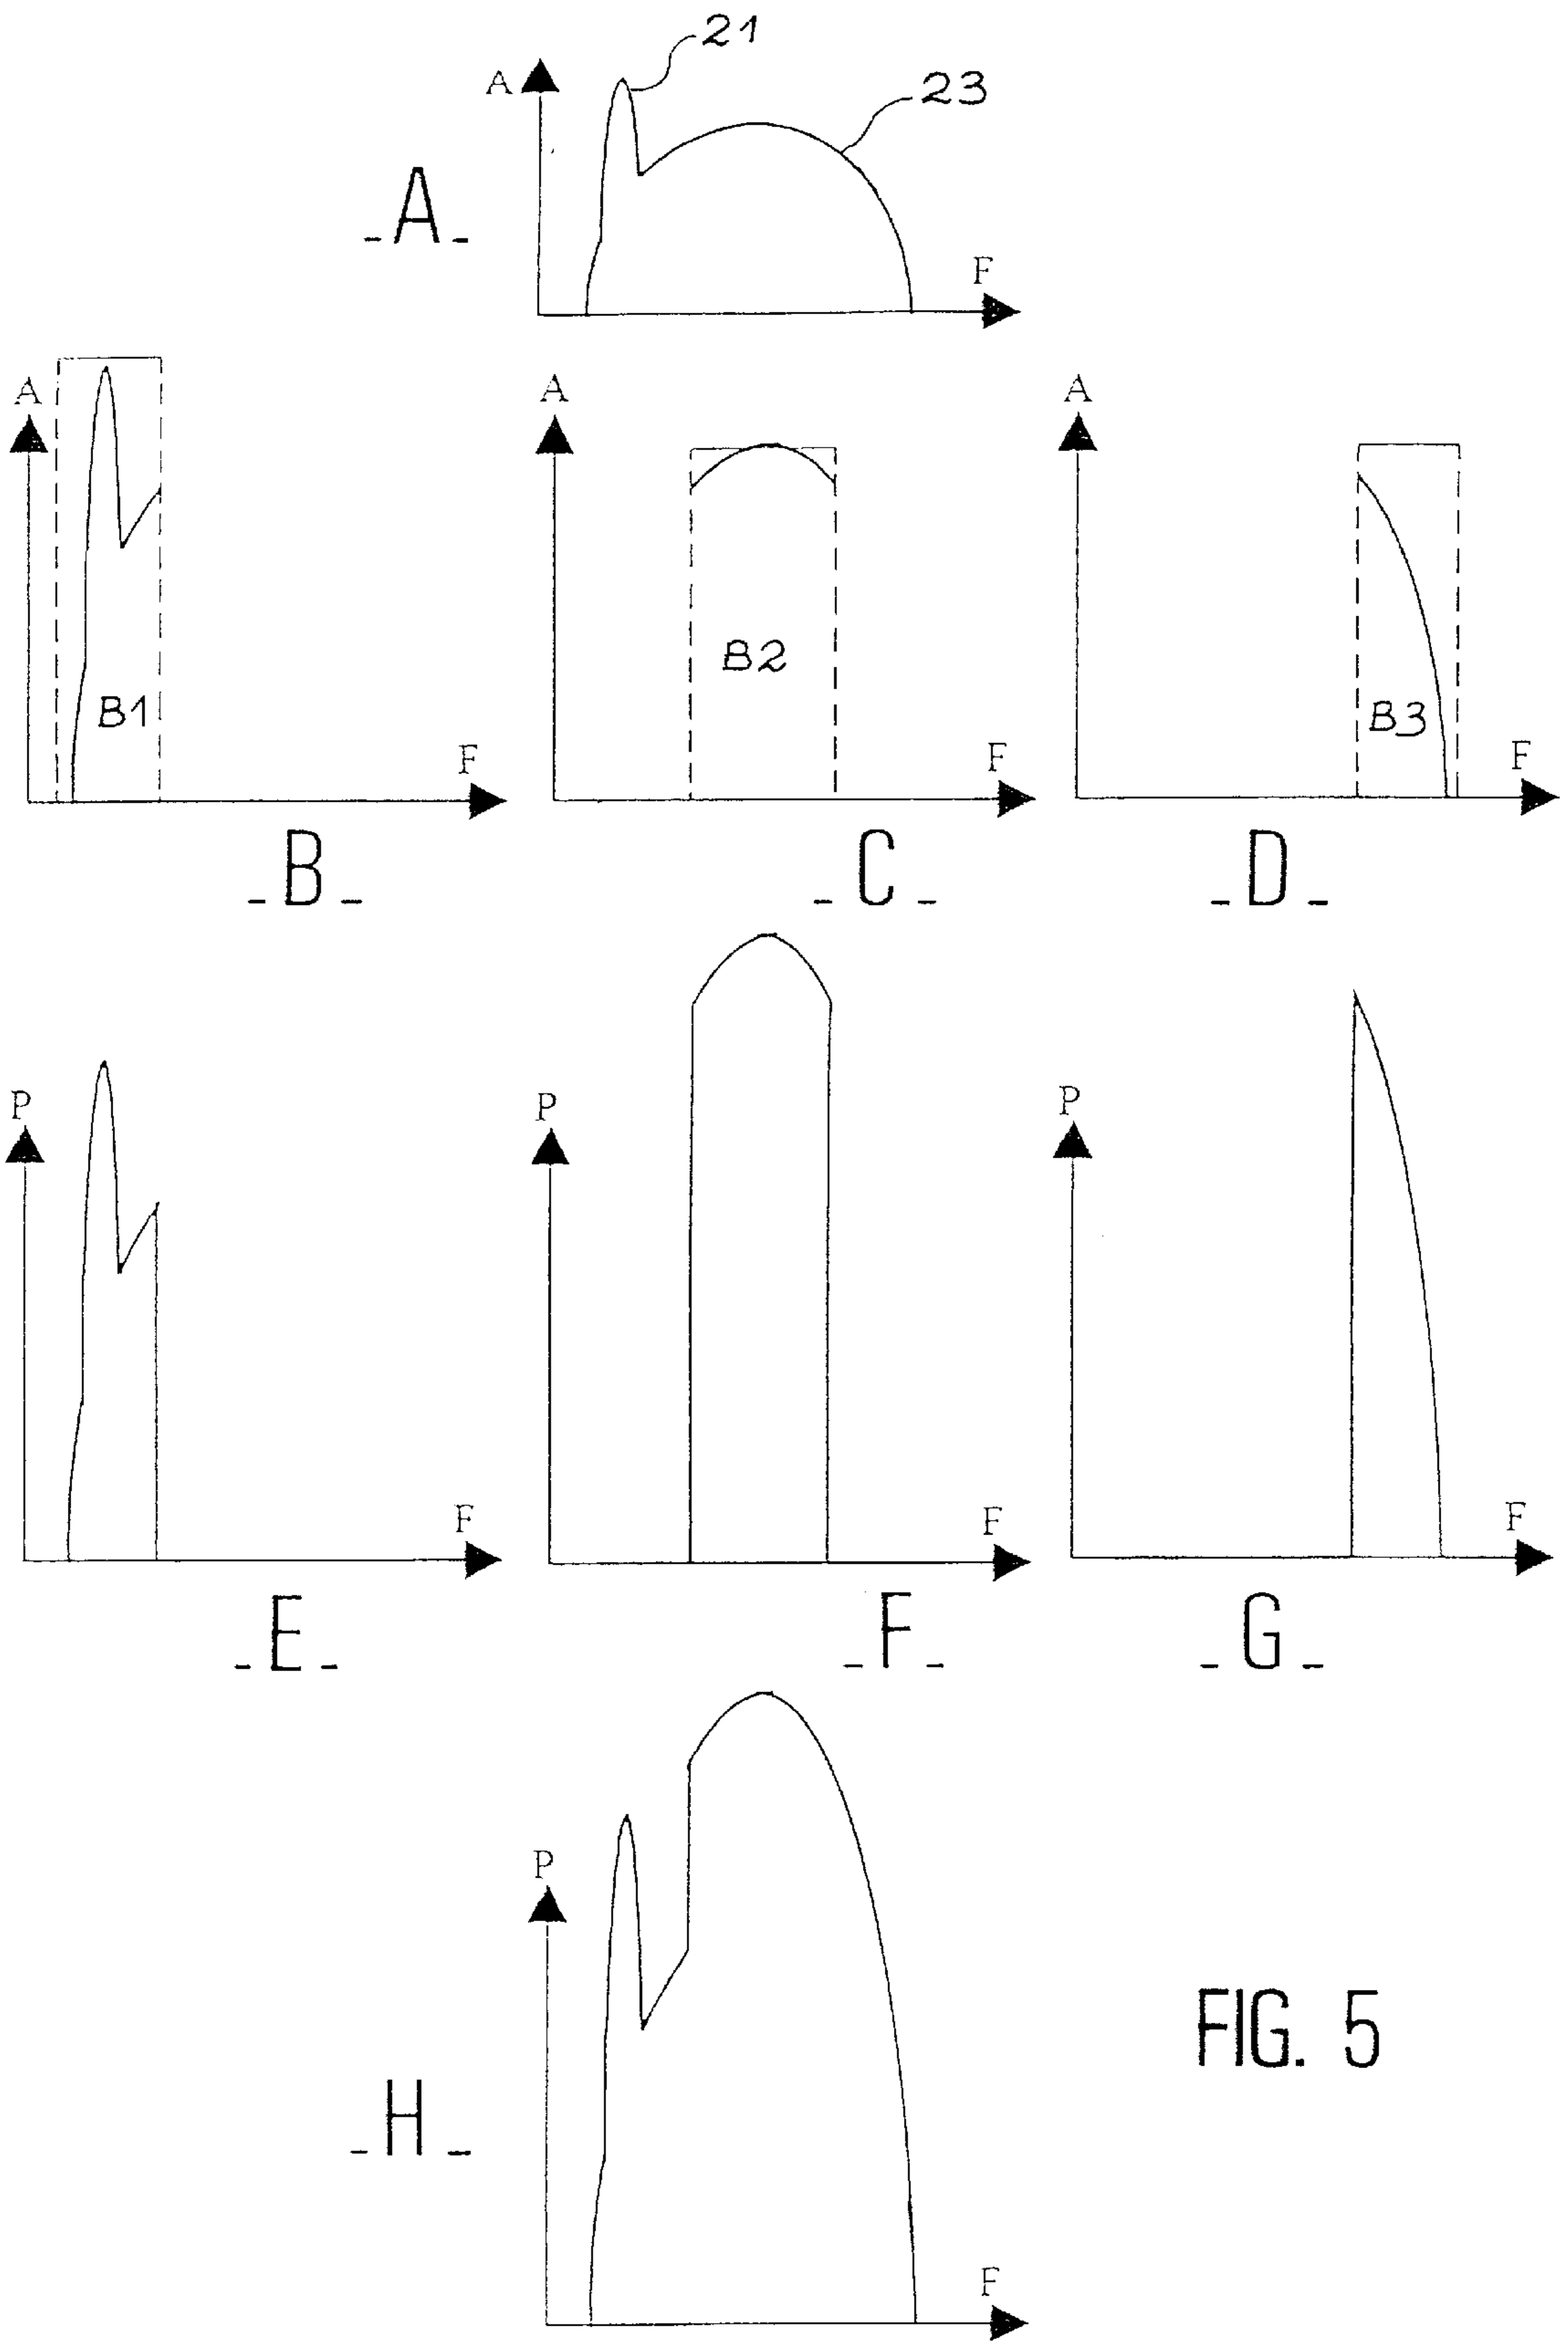 21
A
23
_A_
F
A
A
A
B1
B2
B3
F
F
F
_B_
_C_
_D_
P
P
P
F
F
F
_E_
_F_
_G_
P
_H_
FIG. 5
F